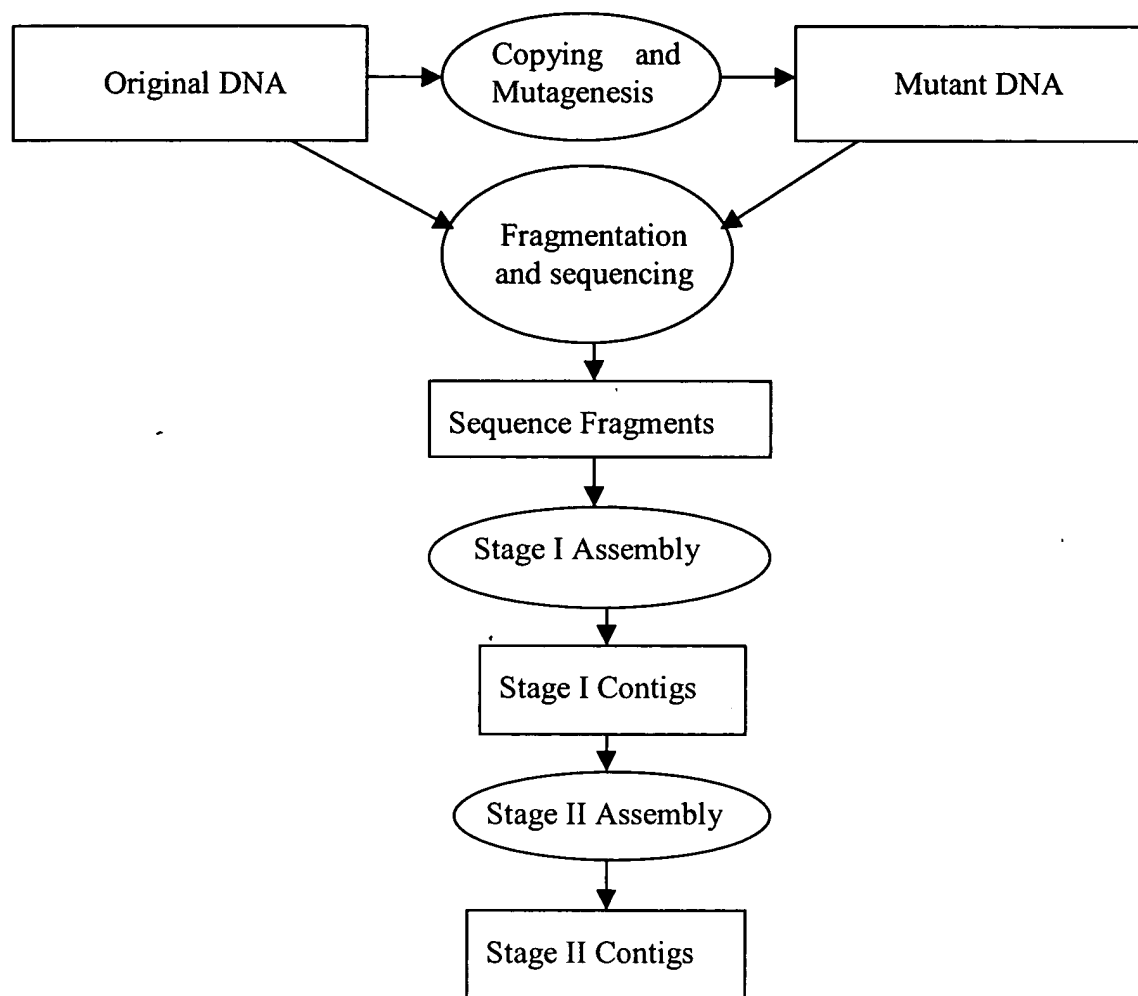 Original DNA
Copying and
Mutagenesis
Mutant DNA
Fragmentation
and sequencing
Sequence Fragments
Stage I Assembly
Stage I Contigs
Stage II Assembly
Stage II Contigs